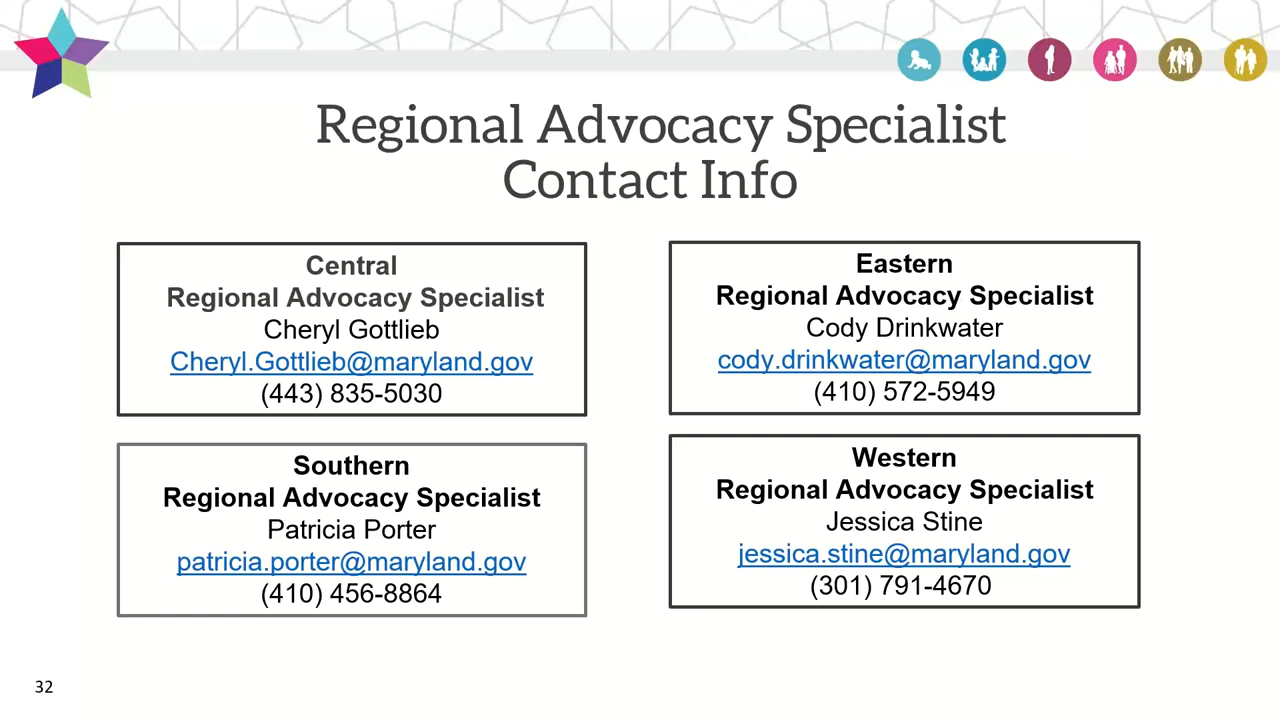 Regional Advocacy Specialist
Contact Info
Central
Regional Advocacy Specialist
Cheryl Gottlieb
Cheryl.Gottlieb@maryland.gov
(443) 835-5030
Eastern
Regional Advocacy Specialist
Cody Drinkwater
cody.drinkwater@maryland.gov
(410) 572-5949
Southern
Regional Advocacy Specialist
Patricia Porter
patricia.porter@maryland.gov
(410) 456-8864
Western
Regional Advocacy Specialist
Jessica Stine
jessica.stine@maryland.gov
(301) 791-4670
32